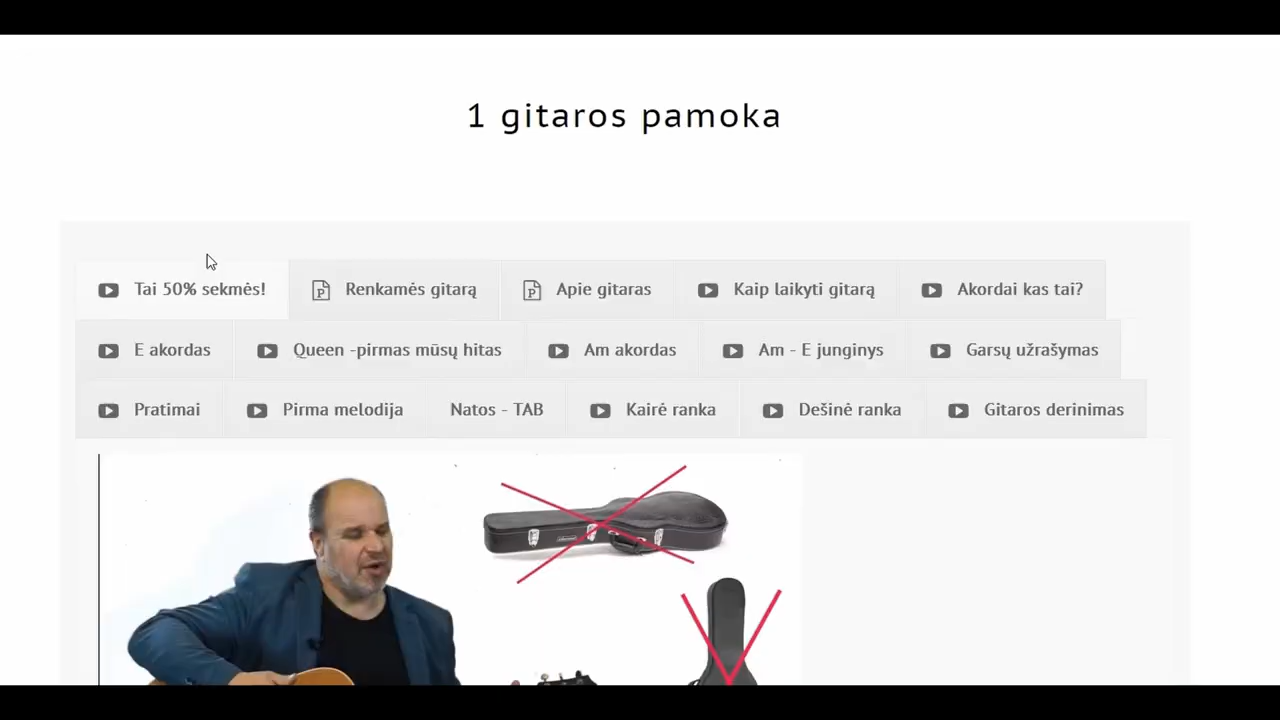 1 gitaros pamoka
Tai 50% sekmės! Renkamės gitarą Apie gitaras Kaip laikyti gitarą Akordai kas tai?
E akordas Queen -pirmas mūsų hitas Am akordas Am - E junginys Garsų užrašymas
Pratimai Pirma melodija Natos - TAB Kairė ranka Dešinė ranka Gitaros derinimas